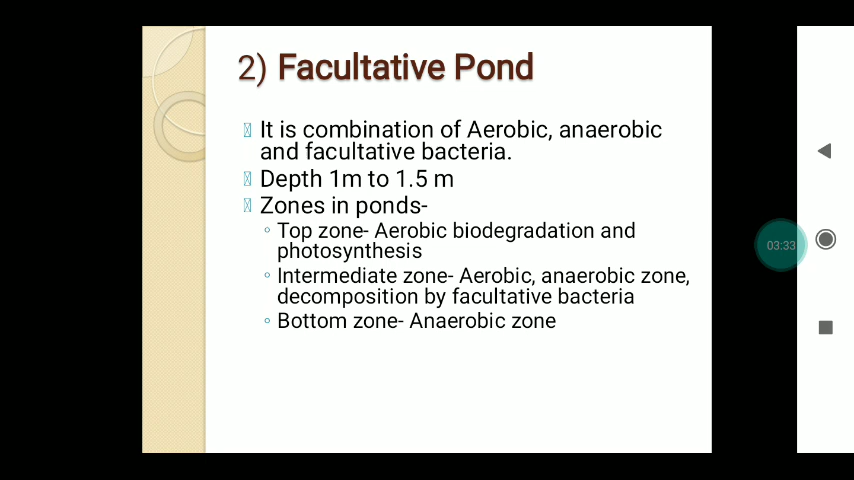 2) Facultative Pond
It is combination of Aerobic, anaerobic
and facultative bacteria.
Depth 1m to 1.5 m
Zones in ponds-
Top zone- Aerobic biodegradation and
photosynthesis
Intermediate zone- Aerobic, anaerobic zone,
decomposition by facultative bacteria
Bottom zone- Anaerobic zone
03:33